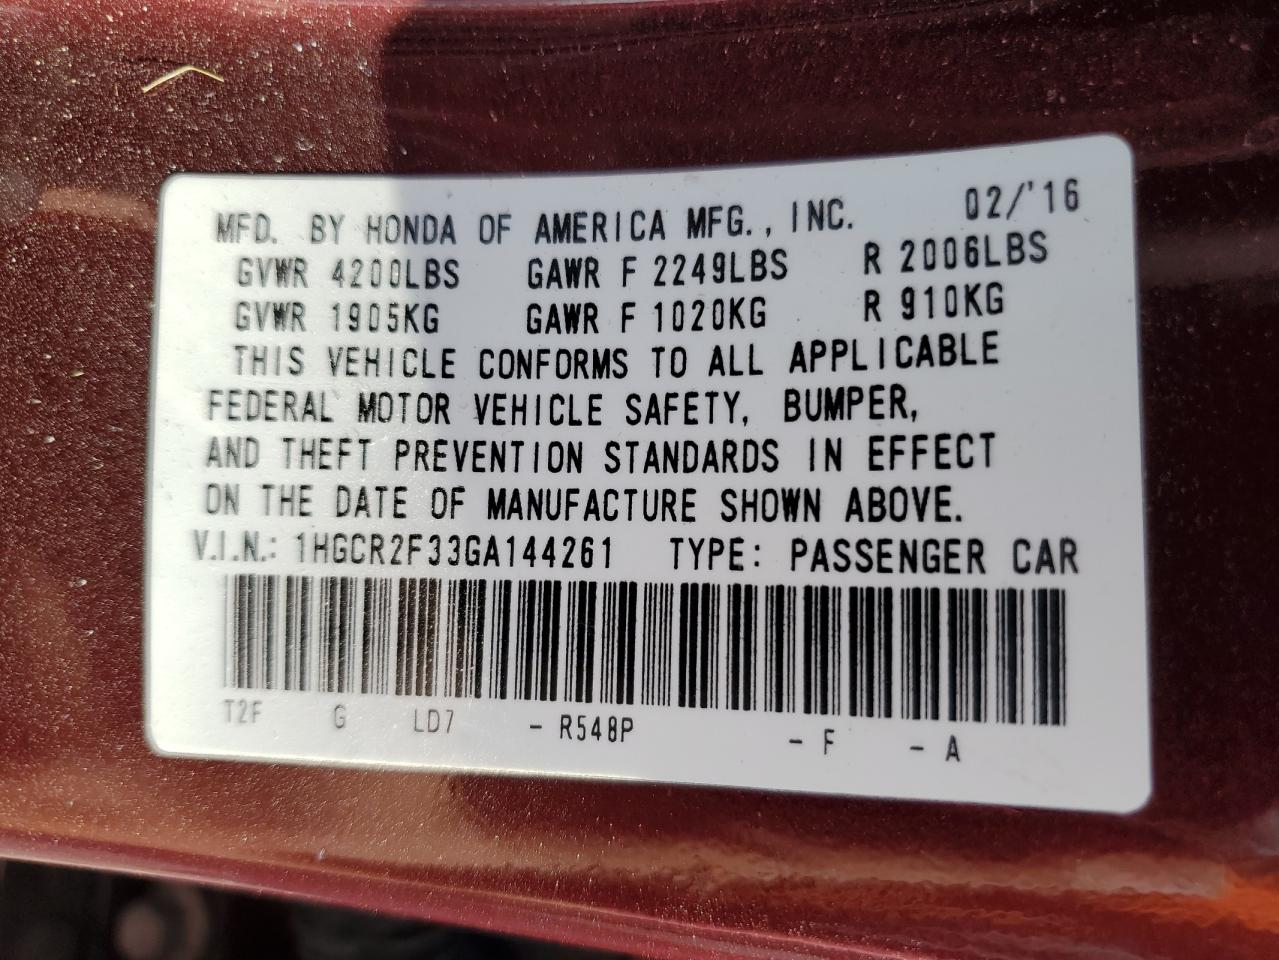 MFD. BY HONDA OF AMERICA MFG., INC. 02/'16
GVWR 4200LBS GAWR F 2249LBS R 2006LBS
GVWR 1905KG GAWR F 1020KG R 910KG
THIS VEHICLE CONFORMS TO ALL APPLICABLE
FEDERAL MOTOR VEHICLE SAFETY, BUMPER,
AND THEFT PREVENTION STANDARDS IN EFFECT
ON THE DATE OF MANUFACTURE SHOWN ABOVE.
V.I.N.: 1HGCR2F33GA144261 TYPE: PASSENGER CAR
T2F G LD7 - R548P - F - A